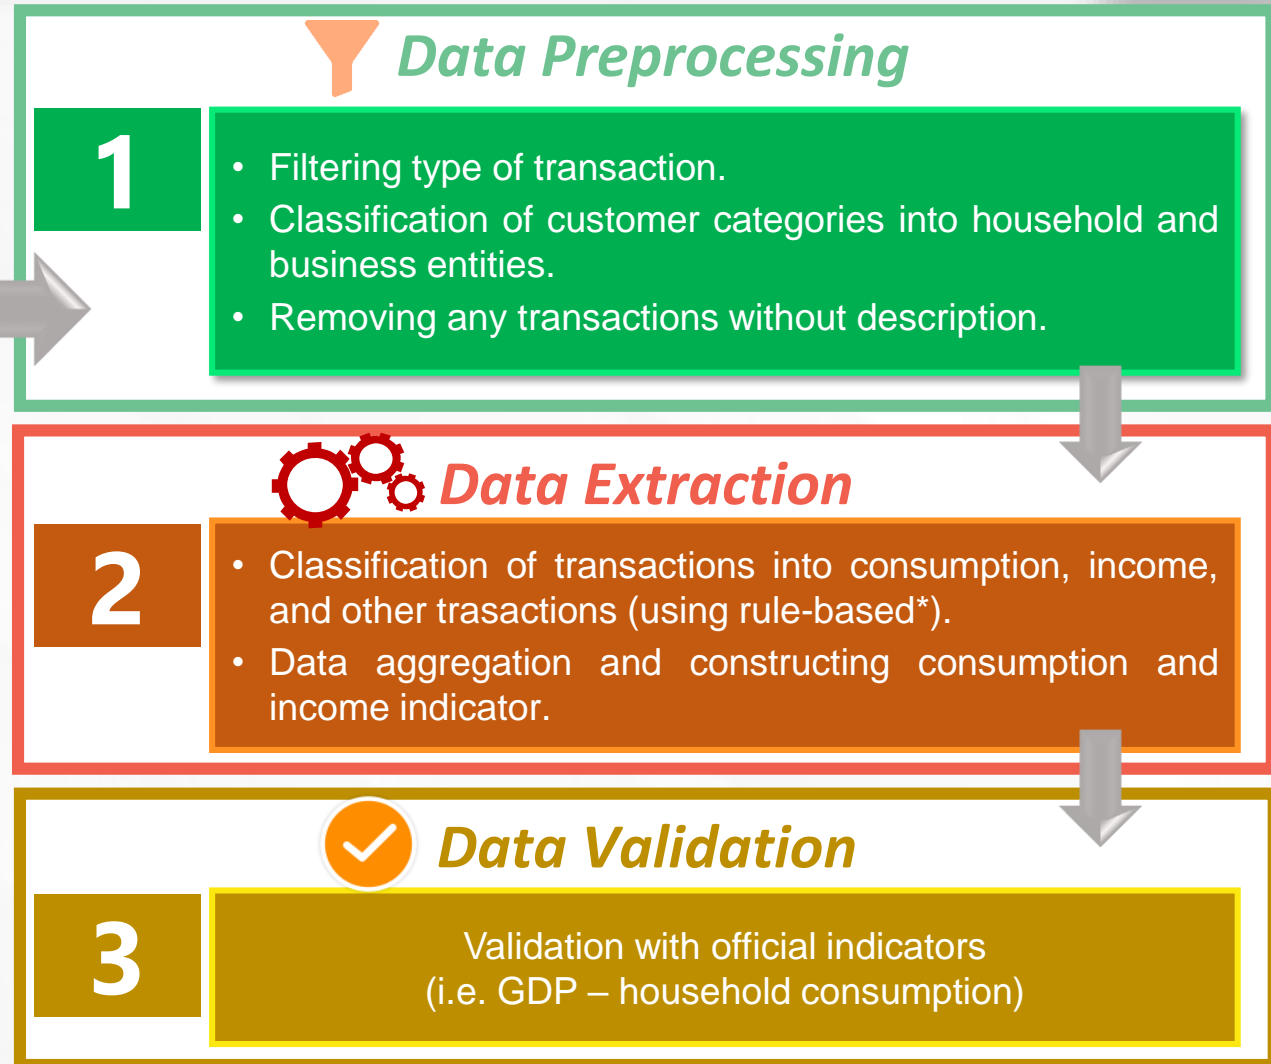 Data Preprocessing
1
• Filtering type of transaction.
• Classification of customer categories into household and
business entities.
• Removing any transactions without description.
Data Extraction
2
• Classification of transactions into consumption, income,
and other trasactions (using rule-based*).
• Data aggregation and constructing consumption and
income indicator.
Data Validation
3
Validation with official indicators
(i.e. GDP – household consumption)